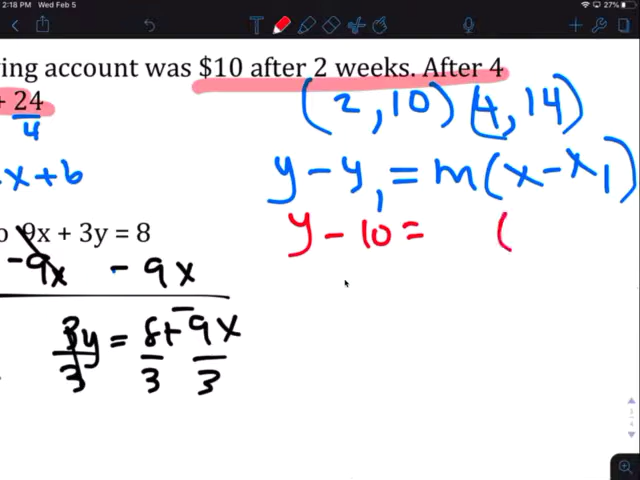 2:18 PM Wed Feb 5
27%
T
ing account was $10 after 2 weeks. After 4
+ 24/4
(2, 10) (4, 14)
x + b
y - y₁ = m(x - x₁)
o 9x + 3y = 8
y - 10 = (
-9x - 9x
3y = 8 + -9x
3 3 3